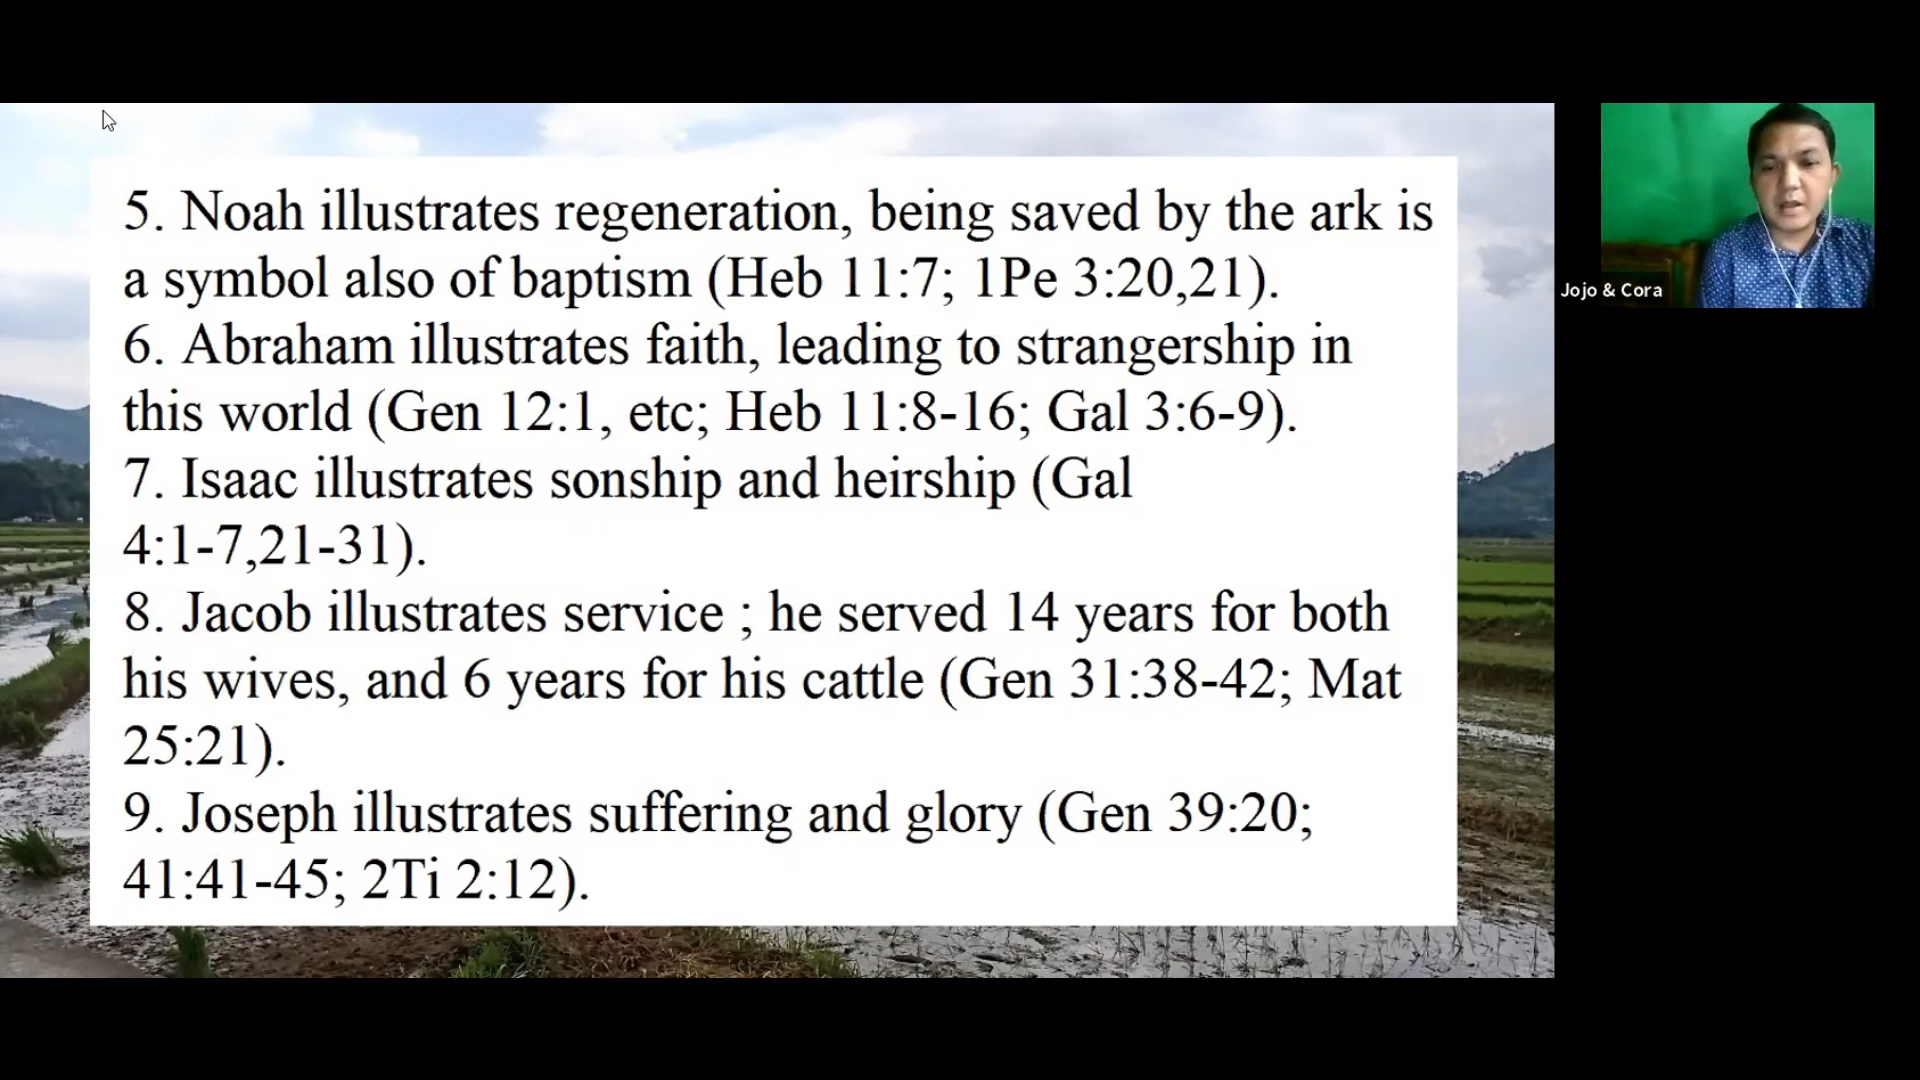 5. Noah illustrates regeneration, being saved by the ark is
a symbol also of baptism (Heb 11:7; 1Pe 3:20,21).
6. Abraham illustrates faith, leading to strangership in
this world (Gen 12:1, etc; Heb 11:8-16; Gal 3:6-9).
7. Isaac illustrates sonship and heirship (Gal
4:1-7,21-31).
8. Jacob illustrates service ; he served 14 years for both
his wives, and 6 years for his cattle (Gen 31:38-42; Mat
25:21).
9. Joseph illustrates suffering and glory (Gen 39:20;
41:41-45; 2Ti 2:12).
Jojo & Cora